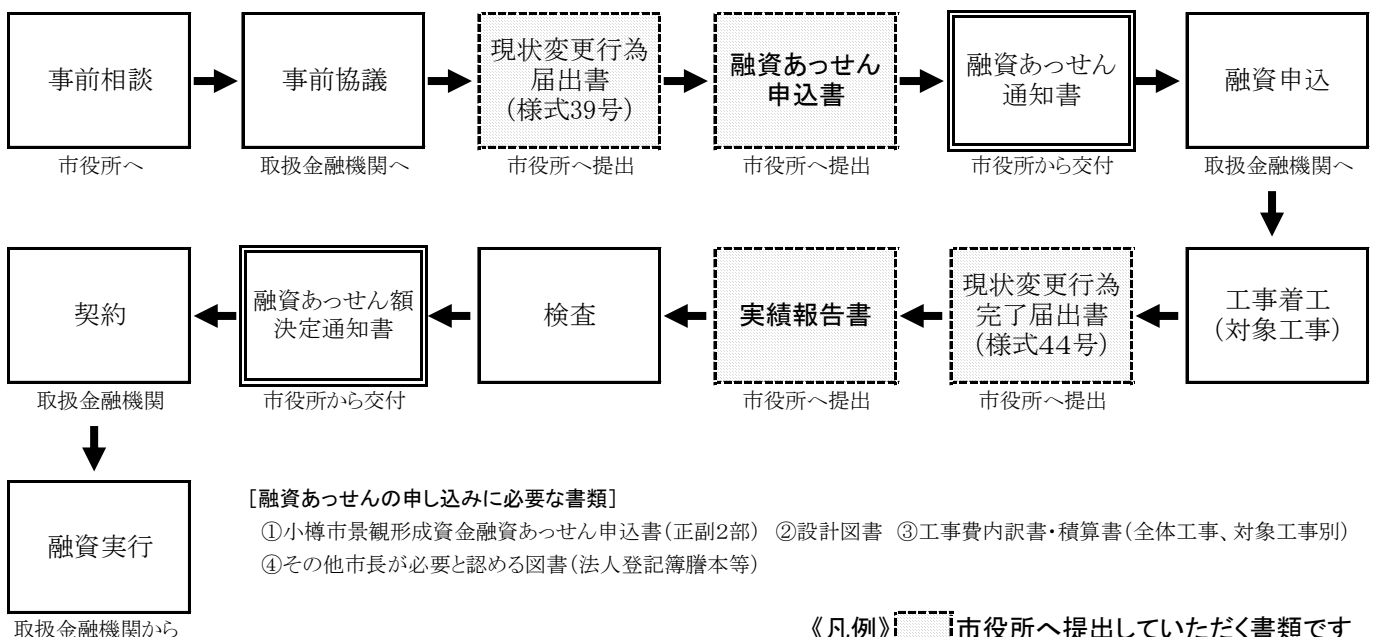 事前相談
市役所へ
事前協議
取扱金融機関へ
現状変更行為
届出書
(様式39号)
市役所へ提出
融資あっせん
申込書
市役所へ提出
融資あっせん
通知書
市役所から交付
融資申込
取扱金融機関へ
工事着工
(対象工事)
現状変更行為
完了届出書
(様式44号)
市役所へ提出
実績報告書
市役所へ提出
検査
融資あっせん額
決定通知書
市役所から交付
契約
取扱金融機関
融資実行
取扱金融機関から
[融資あっせんの申し込みに必要な書類]
①小樽市景観形成資金融資あっせん申込書(正副2部) ②設計図書 ③工事費内訳書・積算書(全体工事、対象工事別)
④その他市長が必要と認める図書(法人登記簿謄本等)
《凡例》 市役所へ提出していただく書類です